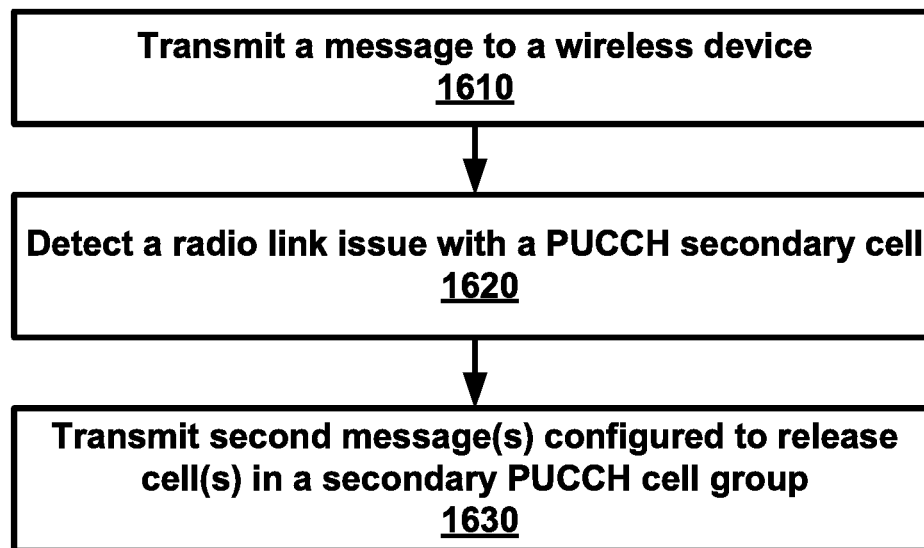 Transmit a message to a wireless device
1610
Detect a radio link issue with a PUCCH secondary cell
1620
Transmit second message(s) configured to release
cell(s) in a secondary PUCCH cell group
1630